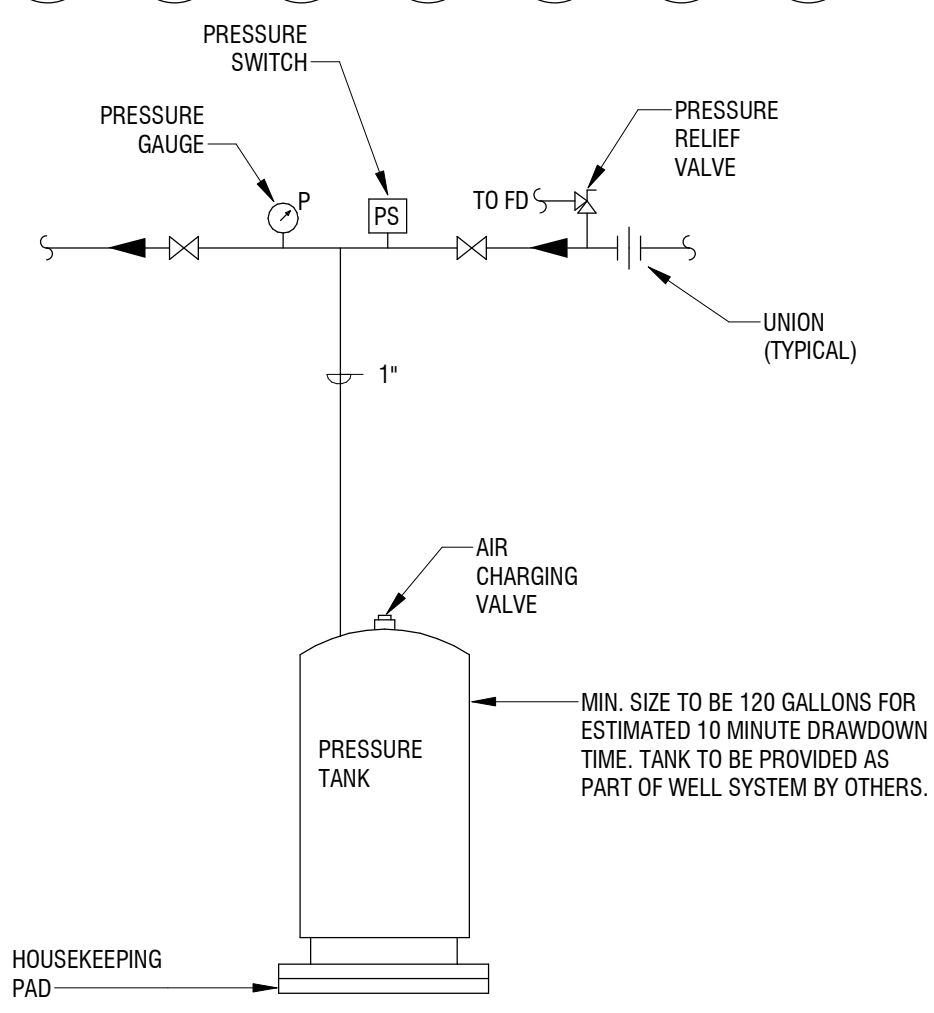 PRESSURE
SWITCH
PRESSURE
GAUGE
PRESSURE
RELIEF
VALVE
P
PS
TO FD
UNION
(TYPICAL)
1"
AIR
CHARGING
VALVE
MIN. SIZE TO BE 120 GALLONS FOR
ESTIMATED 10 MINUTE DRAWDOWN
TIME. TANK TO BE PROVIDED AS
PART OF WELL SYSTEM BY OTHERS.
PRESSURE
TANK
HOUSEKEEPING
PAD